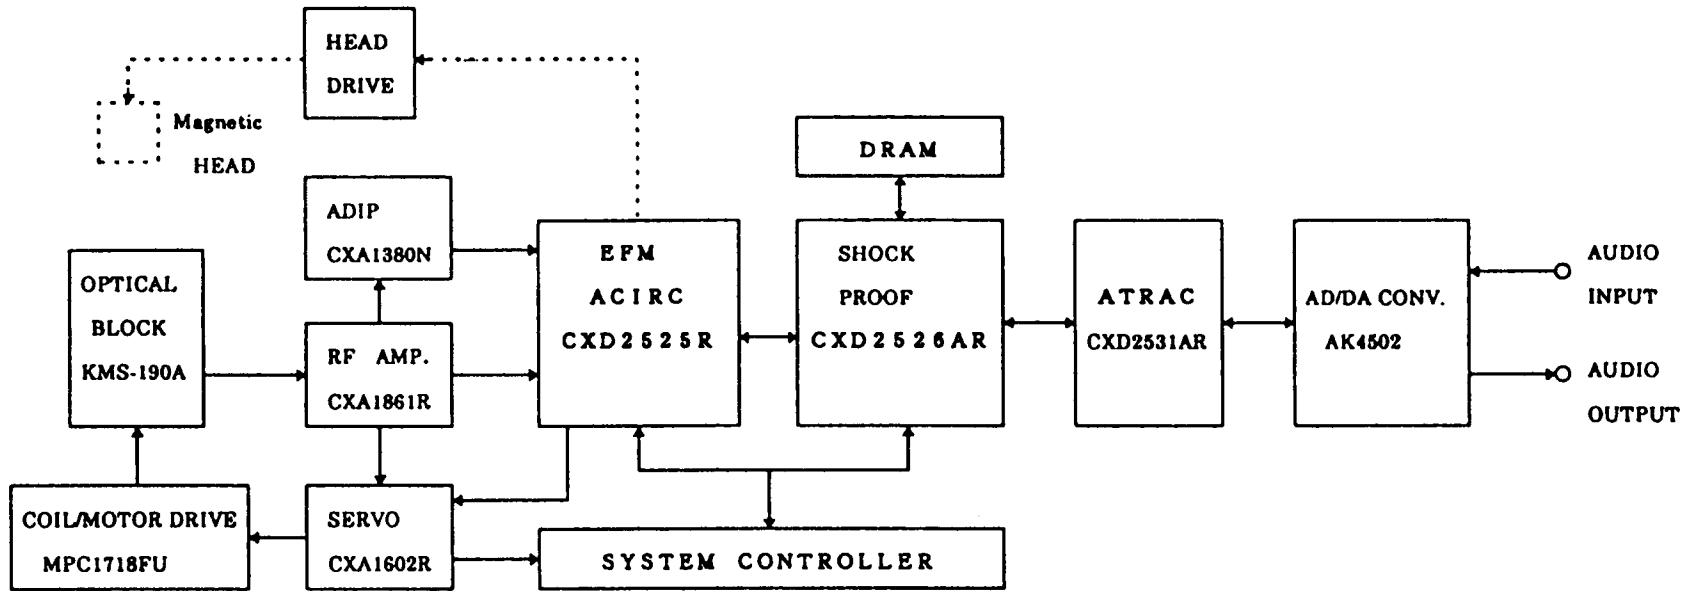 HEAD
DRIVE
Magnetic
HEAD
DRAM
ADIP
CXA1380N
EFM
ACIRC
CXD2525R
SHOCK
PROOF
CXD2526AR
ATRAC
CXD2531AR
AD/DA CONV.
AK4502
AUDIO
INPUT
AUDIO
OUTPUT
OPTICAL
BLOCK
KMS-190A
RF AMP.
CXA1861R
COIL/MOTOR DRIVE
MPC1718FU
SERVO
CXA1602R
SYSTEM CONTROLLER